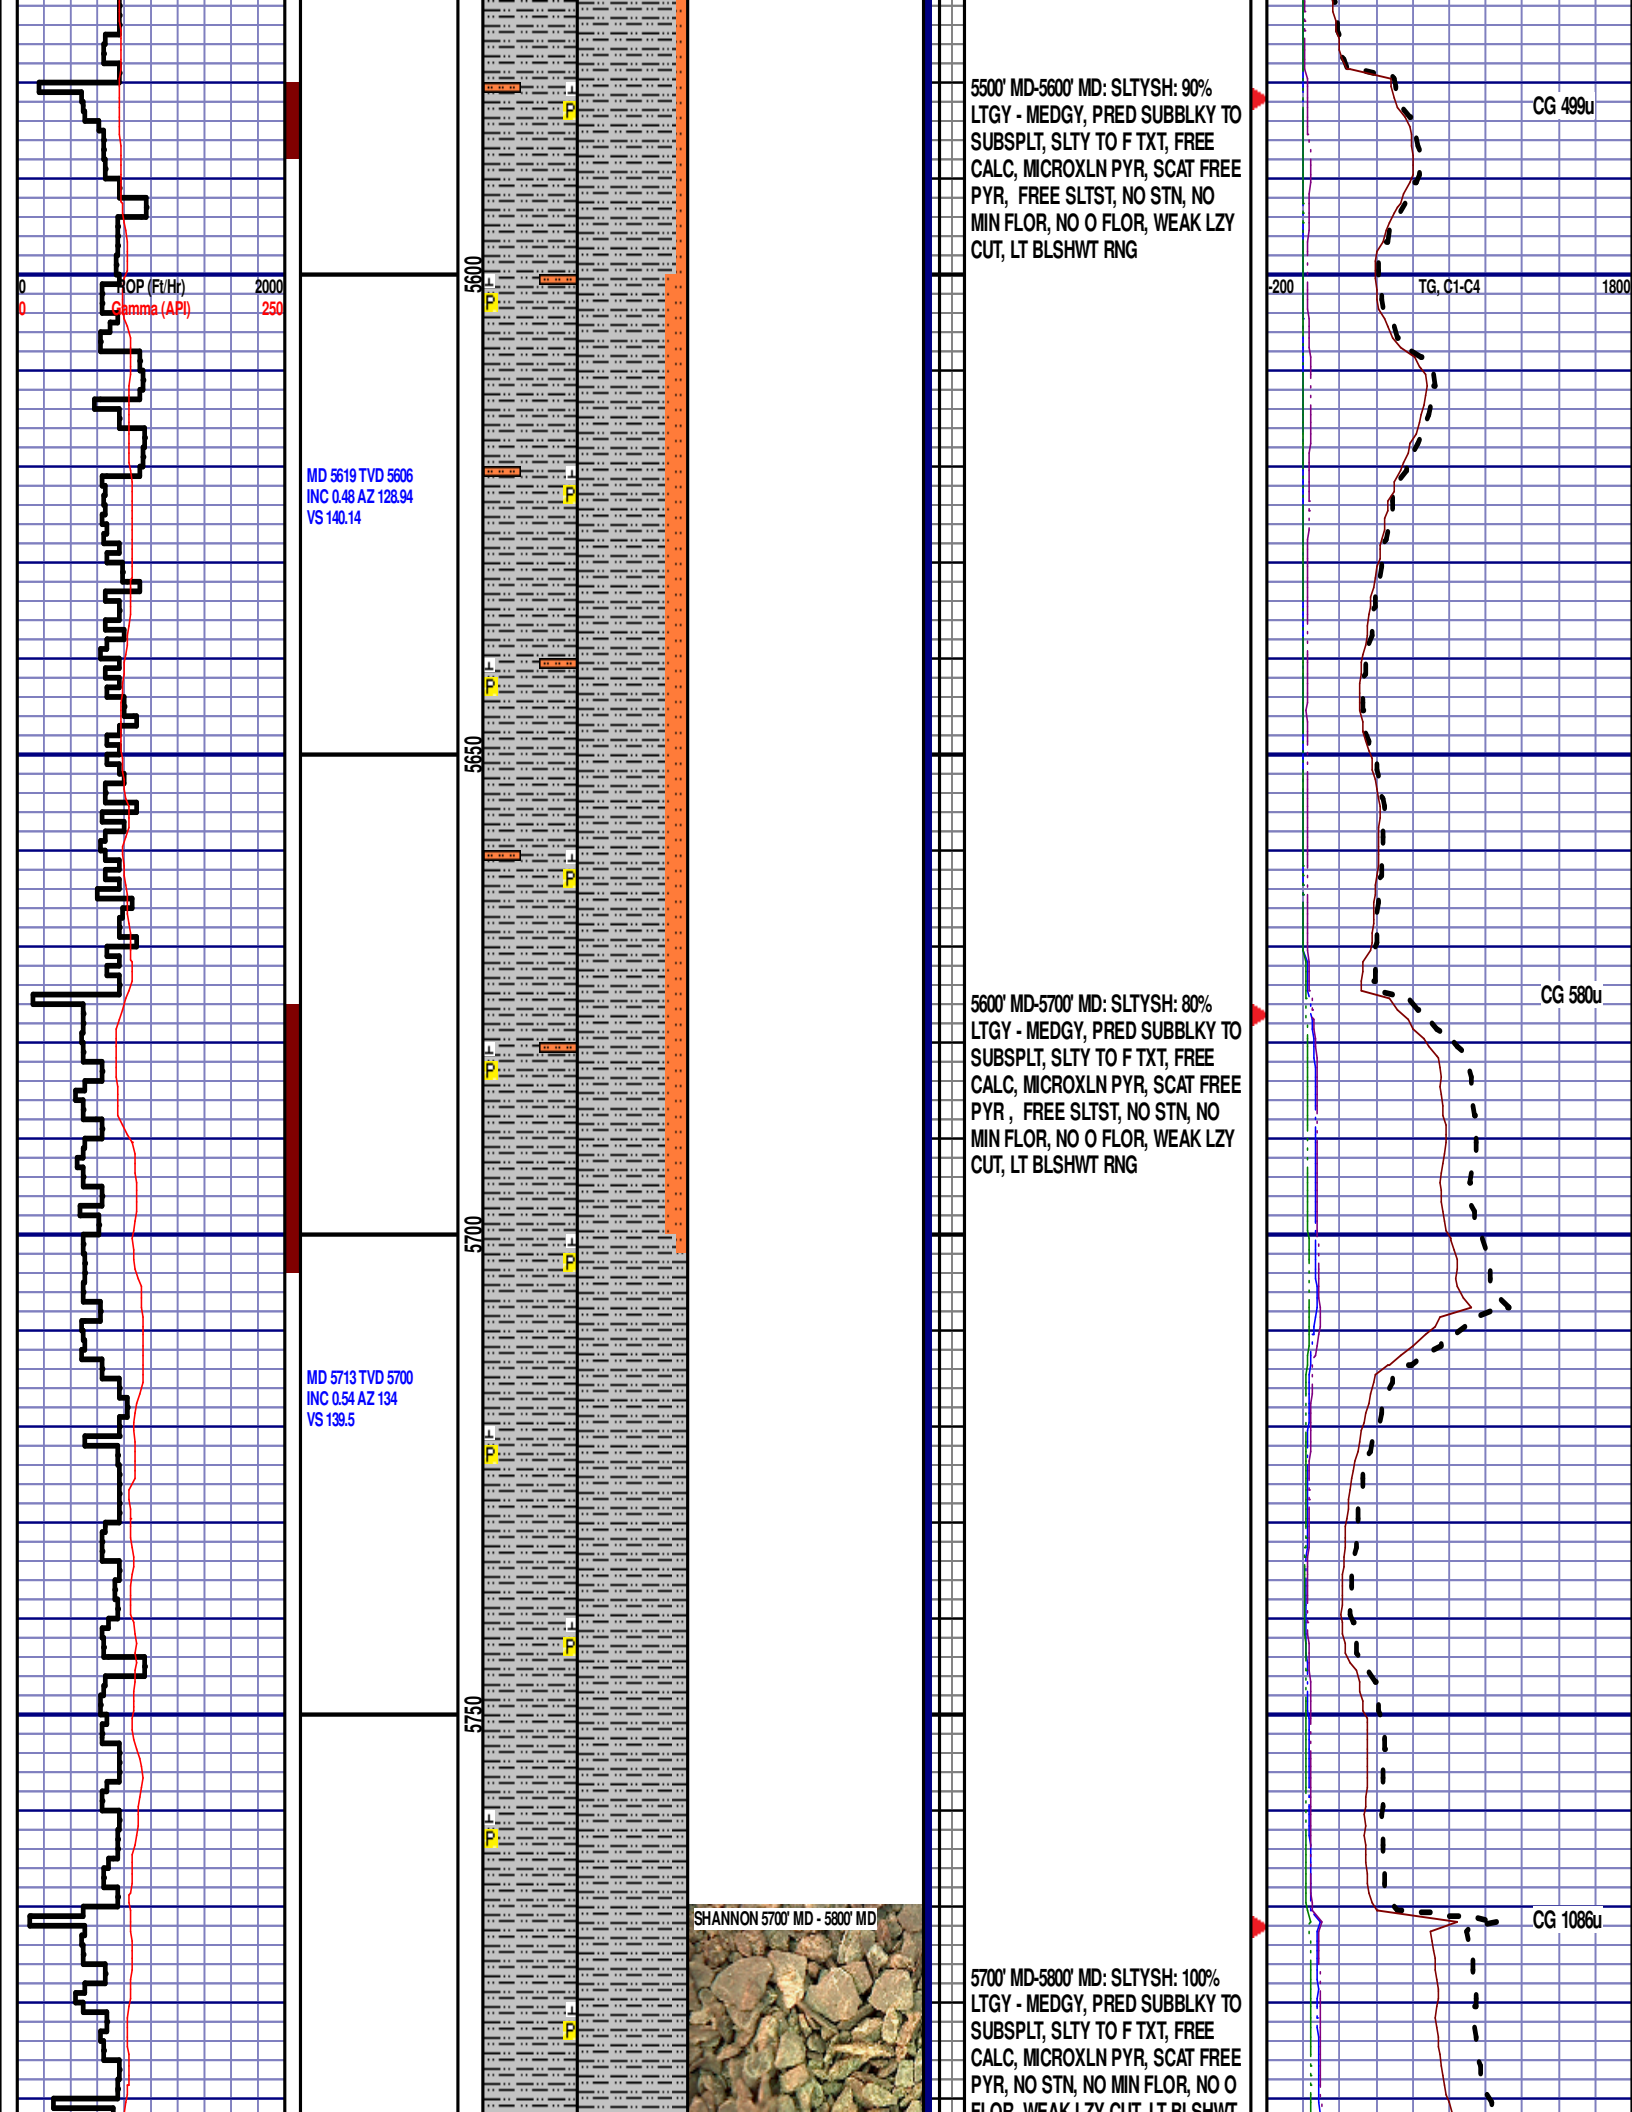 5500' MD-5600' MD: SLTYSH: 90%
LTGY - MEDGY, PRED SUBBLKY TO
SUBSPLT, SLTY TO F TXT, FREE
CALC, MICROXLN PYR, SCAT FREE
PYR, FREE SLTST, NO STN, NO
MIN FLOR, NO O FLOR, WEAK LZY
CUT, LT BLSHWT RNG
CG 499u
P
5600
0 ROP (Ft/Hr) 2000
0 Gamma (API) 250
P
-200 TG, C1-C4 1800
MD 5619 TVD 5606
INC 0.48 AZ 128.94
VS 140.14
P
P
5650
P
5600' MD-5700' MD: SLTYSH: 80%
LTGY - MEDGY, PRED SUBBLKY TO
SUBSPLT, SLTY TO F TXT, FREE
CALC, MICROXLN PYR, SCAT FREE
PYR , FREE SLTST, NO STN, NO
MIN FLOR, NO O FLOR, WEAK LZY
CUT, LT BLSHWT RNG
CG 580u
P
5700
P
MD 5713 TVD 5700
INC 0.54 AZ 134
VS 139.5
P
P
5750
P
SHANNON 5700' MD - 5800' MD
CG 1086u
P
5700' MD-5800' MD: SLTYSH: 100%
LTGY - MEDGY, PRED SUBBLKY TO
SUBSPLT, SLTY TO F TXT, FREE
CALC, MICROXLN PYR, SCAT FREE
PYR, NO STN, NO MIN FLOR, NO O
FLOR, WEAK LZY CUT, LT BLSHWT